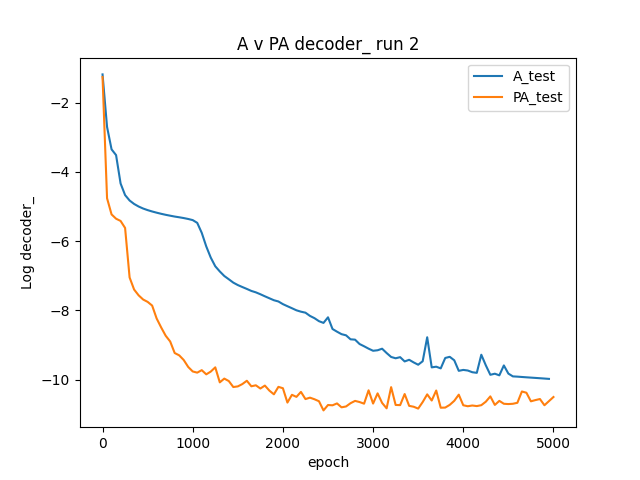 A v PA decoder_ run 2
A_test
PA_test
Log decoder_
−2
−4
−6
−8
−10
0
1000
2000
3000
4000
5000
epoch